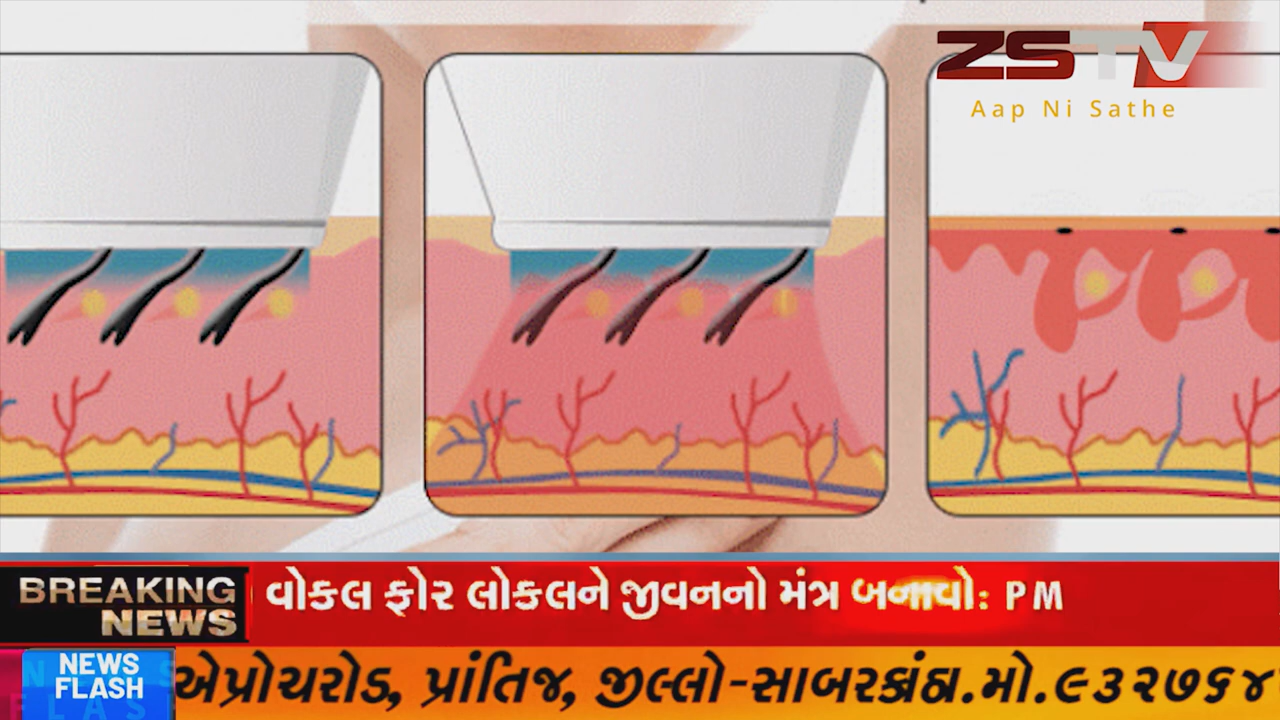 ZSTV
Aap Ni Sathe
BREAKING NEWS
વોકલ ફોર લોકલને જીવનનો મંત્ર બનાવો: PM
NEWS FLASH
એપ્રોચરોડ, પ્રાંતિજ, જીલ્લો-સાબરકાંઠા.મો.૯૩૨૭૬૪